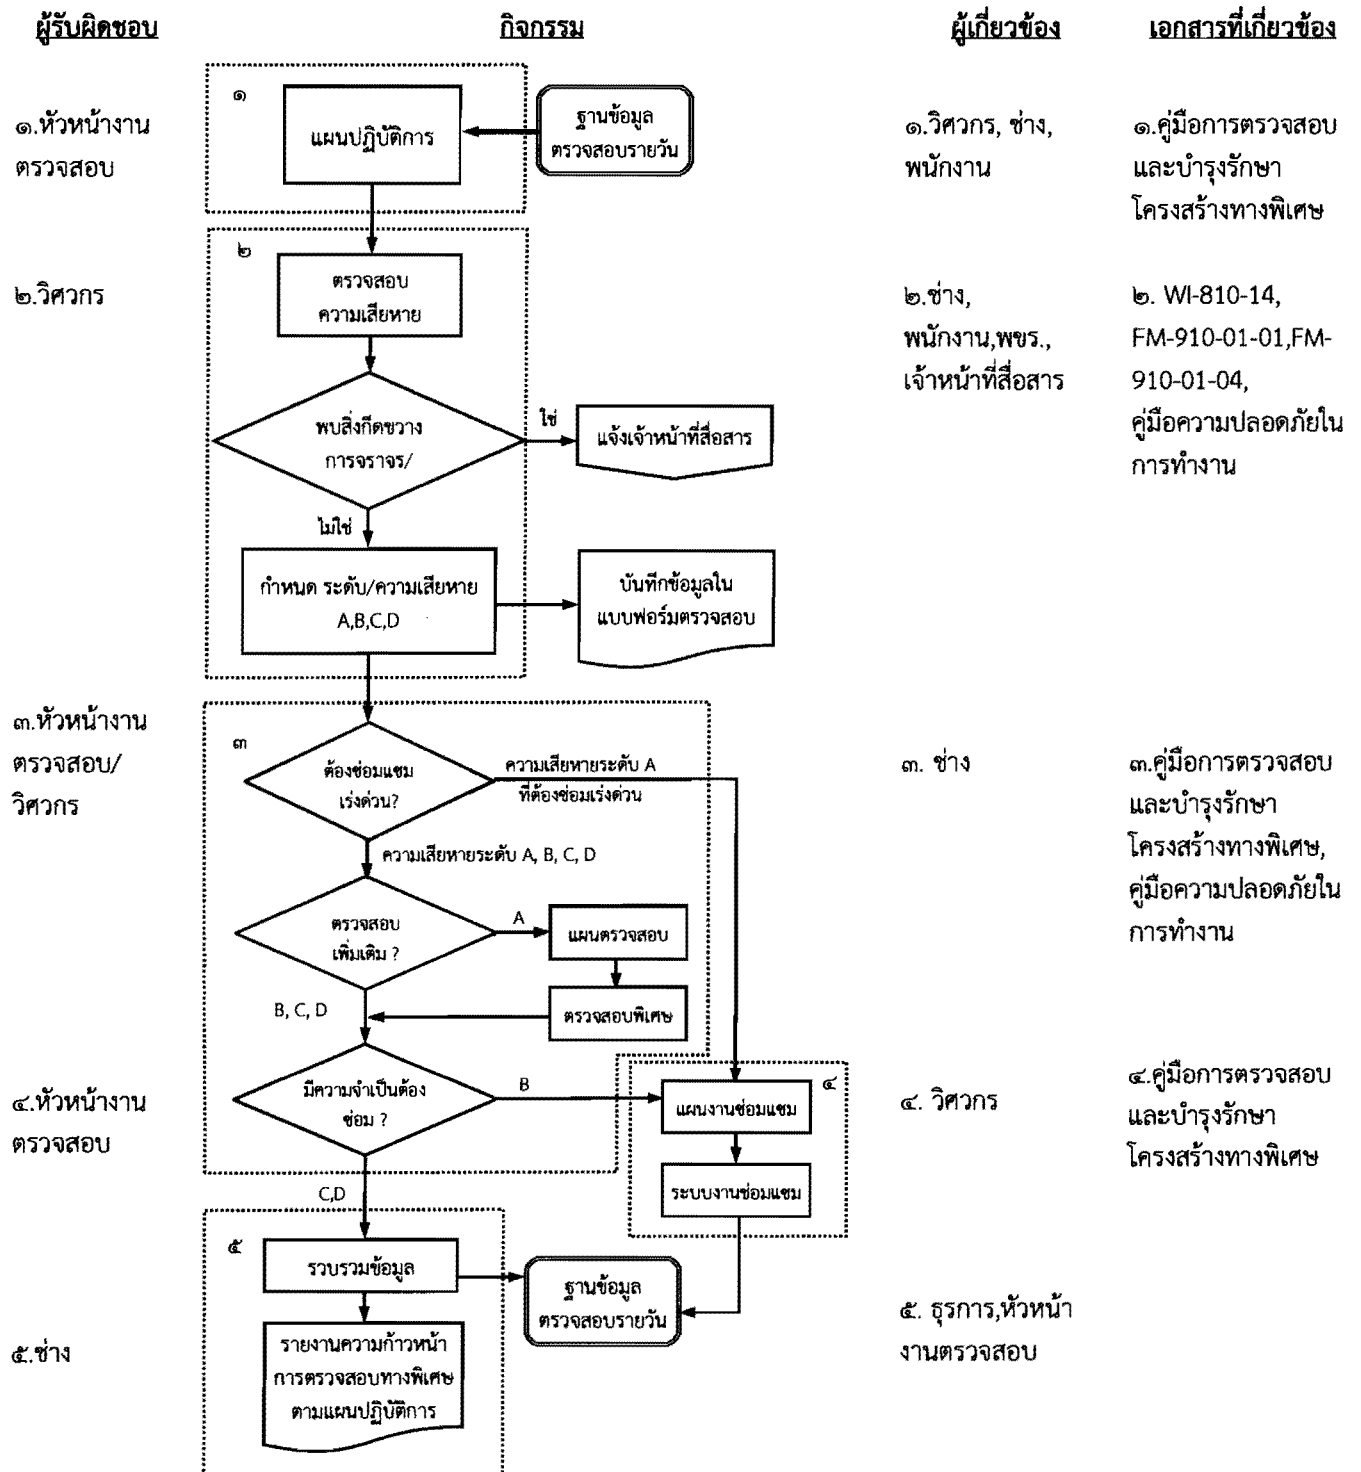 ผู้รับผิดชอบ
กิจกรรม
ผู้เกี่ยวข้อง
เอกสารที่เกี่ยวข้อง
๑.หัวหน้างาน
ตรวจสอบ
๑
แผนปฏิบัติการ
ฐานข้อมูล
ตรวจสอบรายวัน
๑.วิศวกร, ช่าง,
พนักงาน
๑.คู่มือการตรวจสอบ
และบำรุงรักษา
โครงสร้างทางพิเศษ
๒.วิศวกร
๒
ตรวจสอบ
ความเสียหาย
พบสิ่งกีดขวาง
การจราจร/
ใช่
แจ้งเจ้าหน้าที่สื่อสาร
ไม่ใช่
กำหนด ระดับ/ความเสียหาย
A,B,C,D
บันทึกข้อมูลใน
แบบฟอร์มตรวจสอบ
๒.ช่าง,
พนักงาน,พขร.,
เจ้าหน้าที่สื่อสาร
๒. WI-810-14,
FM-910-01-01,FM-
910-01-04,
คู่มือความปลอดภัยใน
การทำงาน
๓.หัวหน้างาน
ตรวจสอบ/
วิศวกร
๓
ต้องซ่อมแซม
เร่งด่วน?
ความเสียหายระดับ A
ที่ต้องซ่อมเร่งด่วน
ความเสียหายระดับ A, B, C, D
ตรวจสอบ
เพิ่มเติม ?
A
แผนตรวจสอบ
ตรวจสอบพิเศษ
B, C, D
๓. ช่าง
๓.คู่มือการตรวจสอบ
และบำรุงรักษา
โครงสร้างทางพิเศษ,
คู่มือความปลอดภัยใน
การทำงาน
๔.หัวหน้างาน
ตรวจสอบ
มีความจำเป็นต้อง
ซ่อม ?
B
๔
แผนงานซ่อมแซม
ระบบงานซ่อมแซม
C,D
๔. วิศวกร
๔.คู่มือการตรวจสอบ
และบำรุงรักษา
โครงสร้างทางพิเศษ
๕.ช่าง
๕
รวบรวมข้อมูล
ฐานข้อมูล
ตรวจสอบรายวัน
รายงานความก้าวหน้า
การตรวจสอบทางพิเศษ
ตามแผนปฏิบัติการ
๕. ธุรการ,หัวหน้า
งานตรวจสอบ